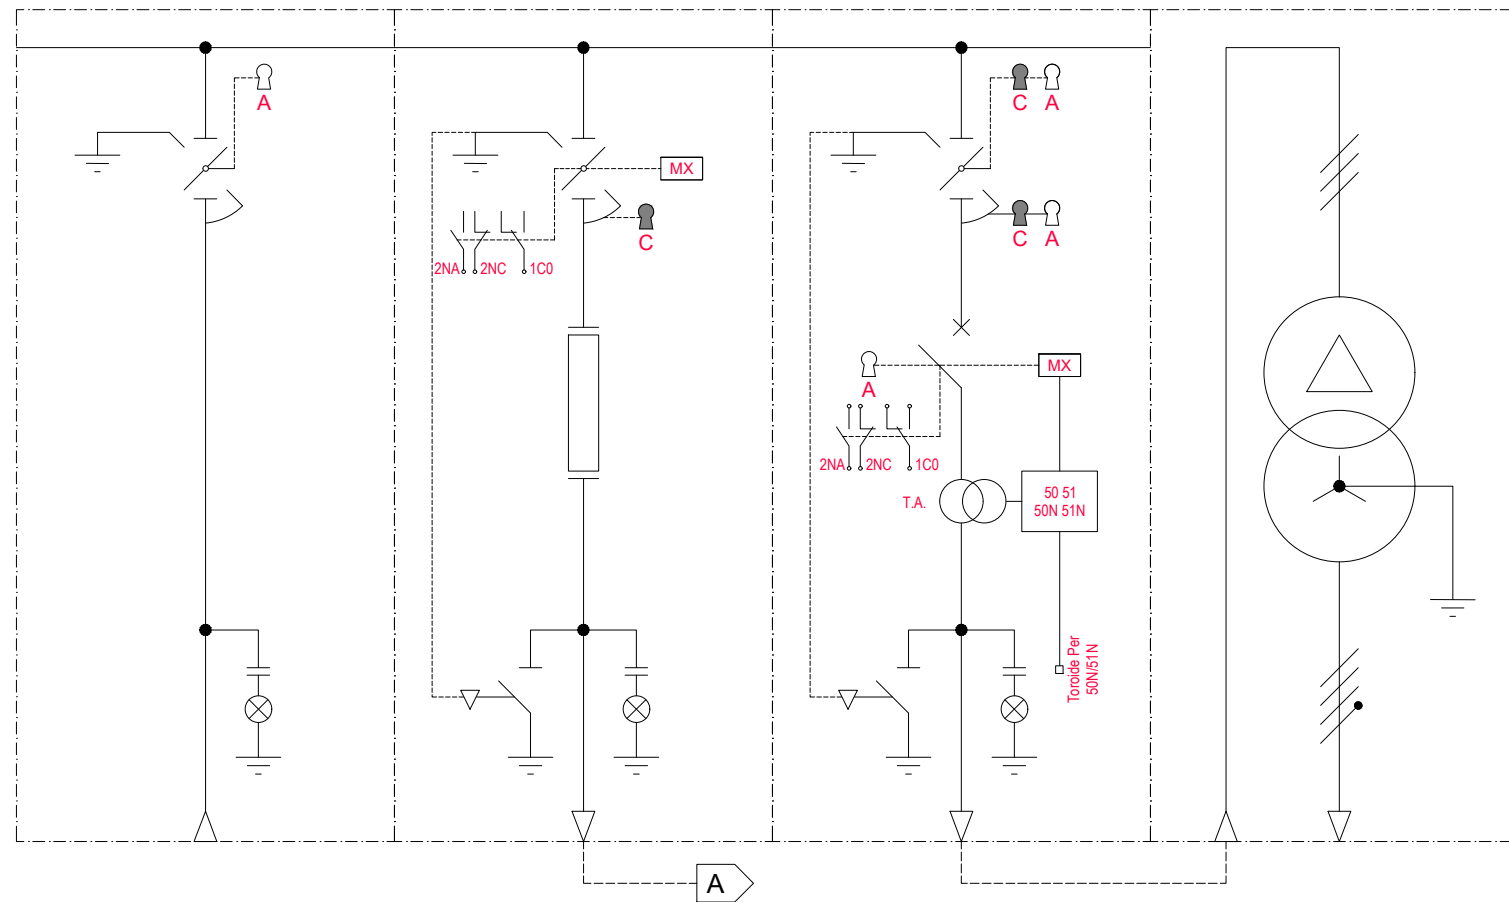 A
C A
MX
C
C A
2NA 2NC 1C0
A
MX
2NA 2NC 1C0
T.A.
50 51
50N 51N
Toroide Per
50N/51N
A